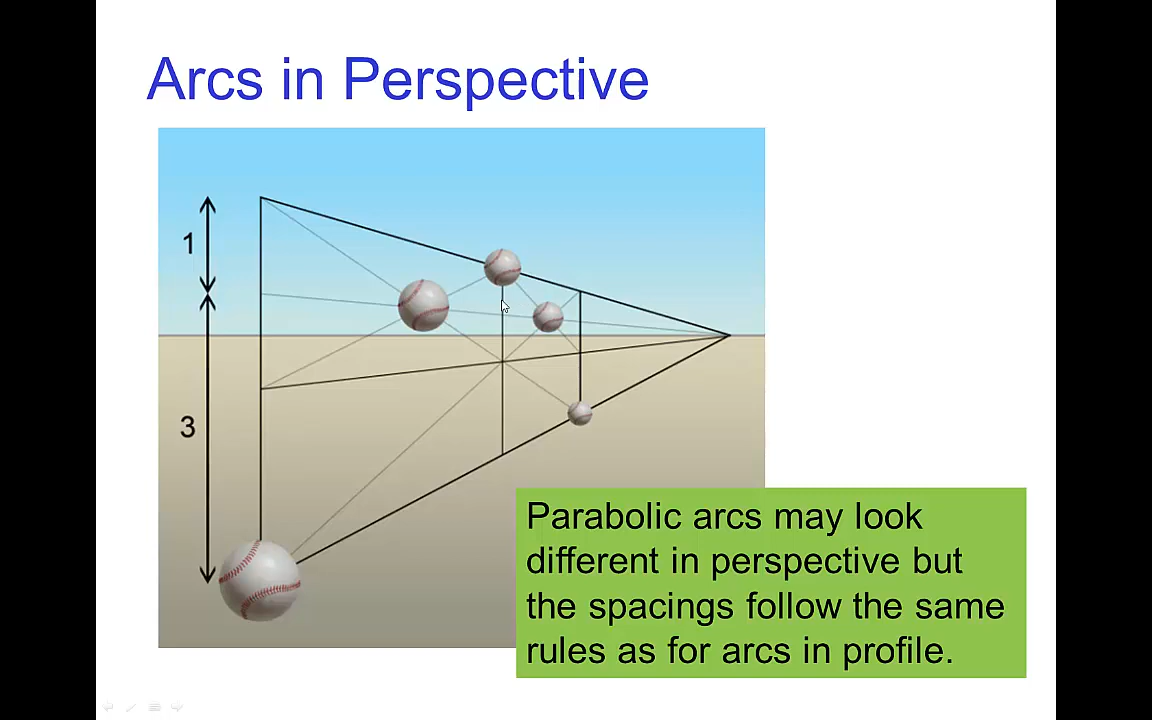 Arcs in Perspective
1
3
Parabolic arcs may look
different in perspective but
the spacings follow the same
rules as for arcs in profile.